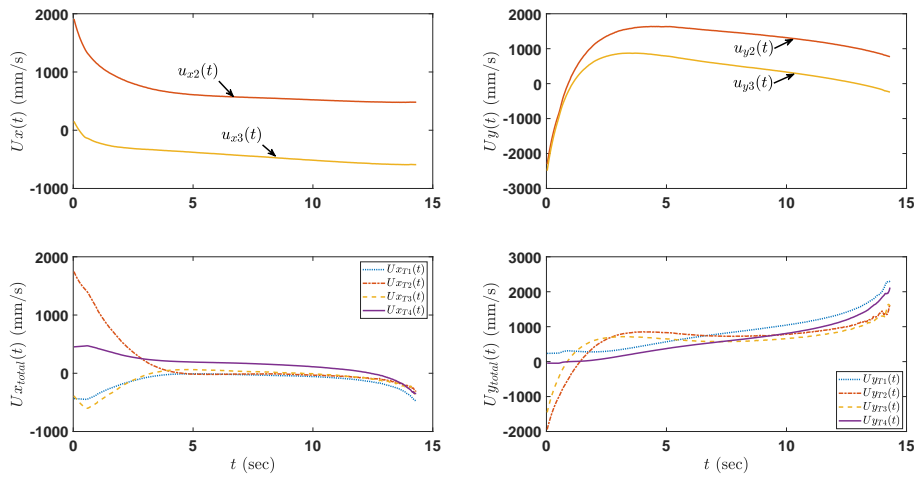 2000
1000
0
-1000
Ux(t) (mm/s)
u_{x2}(t)
u_{x3}(t)
0 5 10 15
2000
1000
0
-1000
-2000
-3000
Uy(t) (mm/s)
u_{y2}(t)
u_{y3}(t)
0 5 10 15
2000
1000
0
-1000
Ux_{total}(t) (mm/s)
Ux_{T1}(t)
Ux_{T2}(t)
Ux_{T3}(t)
Ux_{T4}(t)
0 5 10 15
t (sec)
3000
2000
1000
0
-1000
-2000
Uy_{total}(t) (mm/s)
Uy_{T1}(t)
Uy_{T2}(t)
Uy_{T3}(t)
Uy_{T4}(t)
0 5 10 15
t (sec)